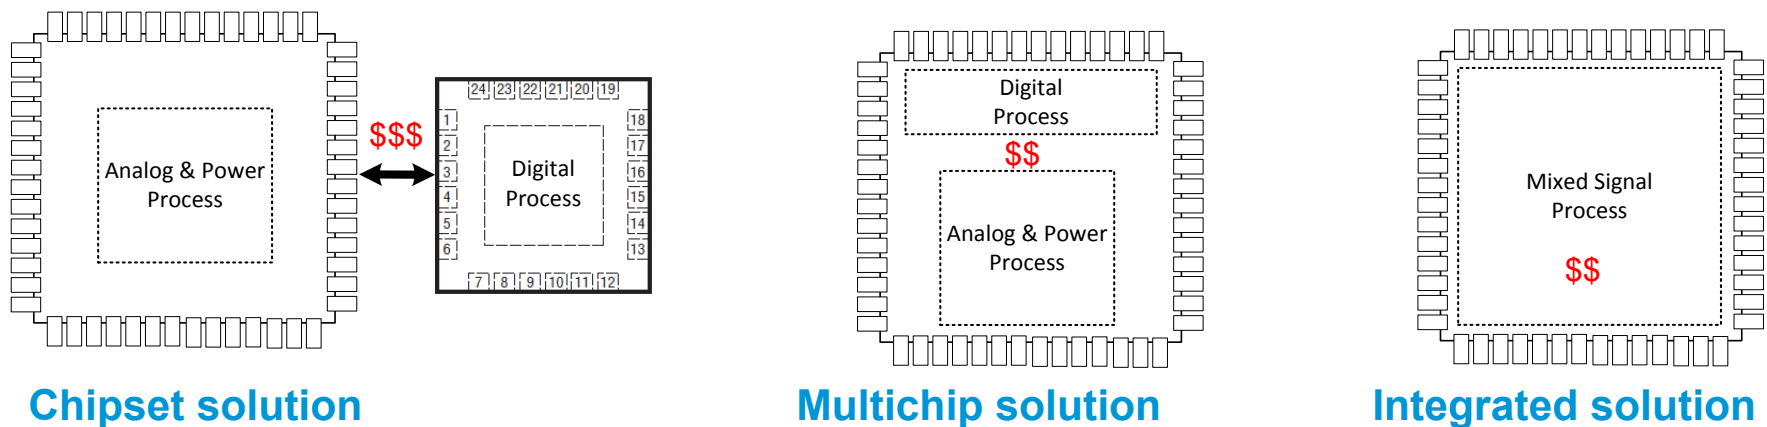 Analog & Power
Process
$$$
24 23 22 21 20 19
1
2
3
4
5
6
Digital
Process
18
17
16
15
14
13
7 8 9 10 11 12
Chipset solution
Digital
Process
$$
Analog & Power
Process
Multichip solution
Mixed Signal
Process
$$
Integrated solution